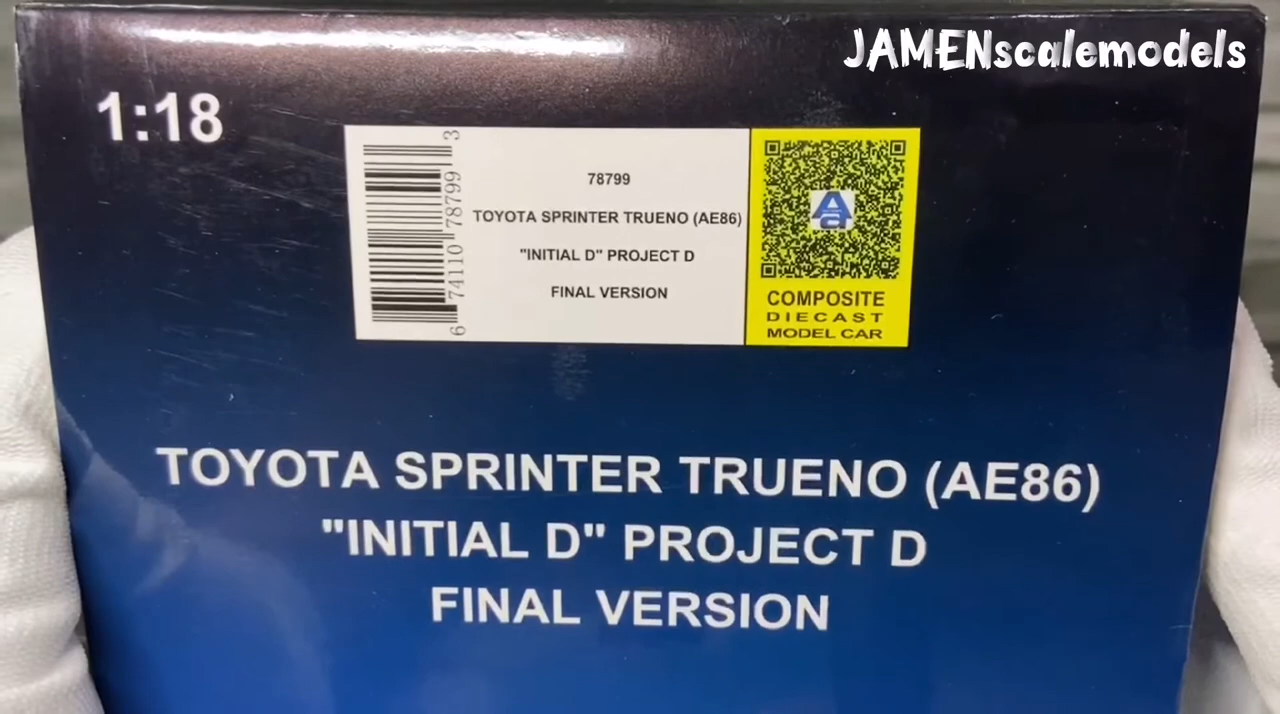 JAMENscalemodels
1:18
6 74110 78799 3
78799
TOYOTA SPRINTER TRUENO (AE86)
"INITIAL D" PROJECT D
FINAL VERSION
Aa
COMPOSITE
DIECAST
MODEL CAR
TOYOTA SPRINTER TRUENO (AE86)
"INITIAL D" PROJECT D
FINAL VERSION